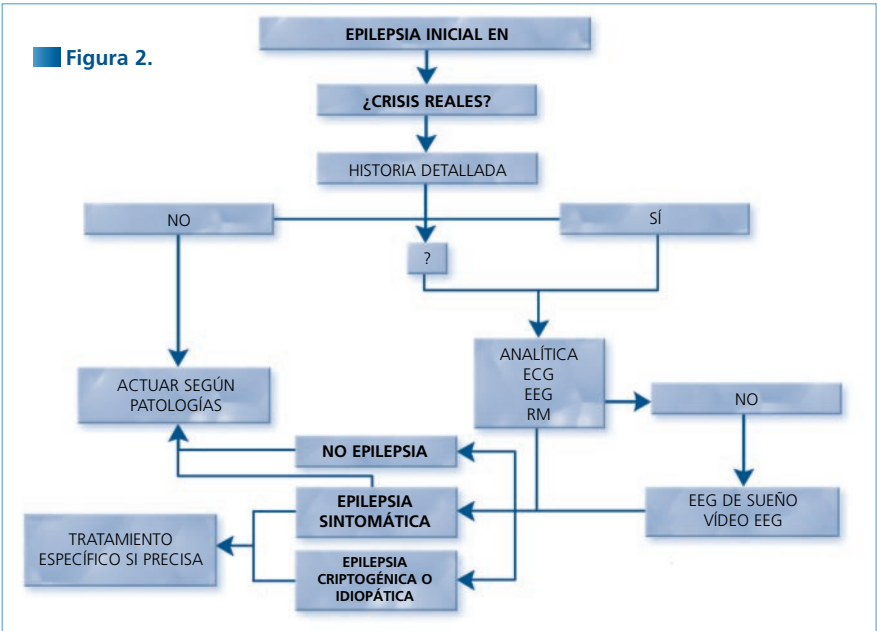 Figura 2.
EPILEPSIA INICIAL EN
¿CRISIS REALES?
HISTORIA DETALLADA
NO
SÍ
?
ANALÍTICA
ECG
EEG
RM
ACTUAR SEGÚN
PATOLOGÍAS
NO
NO EPILEPSIA
EPILEPSIA
SINTOMÁTICA
EEG DE SUEÑO
VÍDEO EEG
TRATAMIENTO
ESPECÍFICO SI PRECISA
EPILEPSIA
CRIPTOGÉNICA O
IDIOPÁTICA